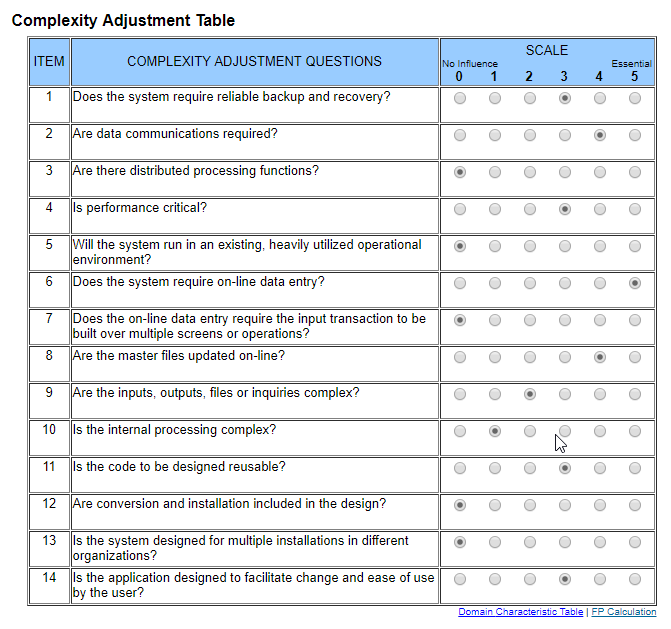 Complexity Adjustment Table
ITEM
COMPLEXITY ADJUSTMENT QUESTIONS
SCALE
No Influence
Essential
0 1 2 3 4 5
1 Does the system require reliable backup and recovery?
2 Are data communications required?
3 Are there distributed processing functions?
4 Is performance critical?
5 Will the system run in an existing, heavily utilized operational
environment?
6 Does the system require on-line data entry?
7 Does the on-line data entry require the input transaction to be
built over multiple screens or operations?
8 Are the master files updated on-line?
9 Are the inputs, outputs, files or inquiries complex?
10 Is the internal processing complex?
11 Is the code to be designed reusable?
12 Are conversion and installation included in the design?
13 Is the system designed for multiple installations in different
organizations?
14 Is the application designed to facilitate change and ease of use
by the user?
Domain Characteristic Table | FP Calculation